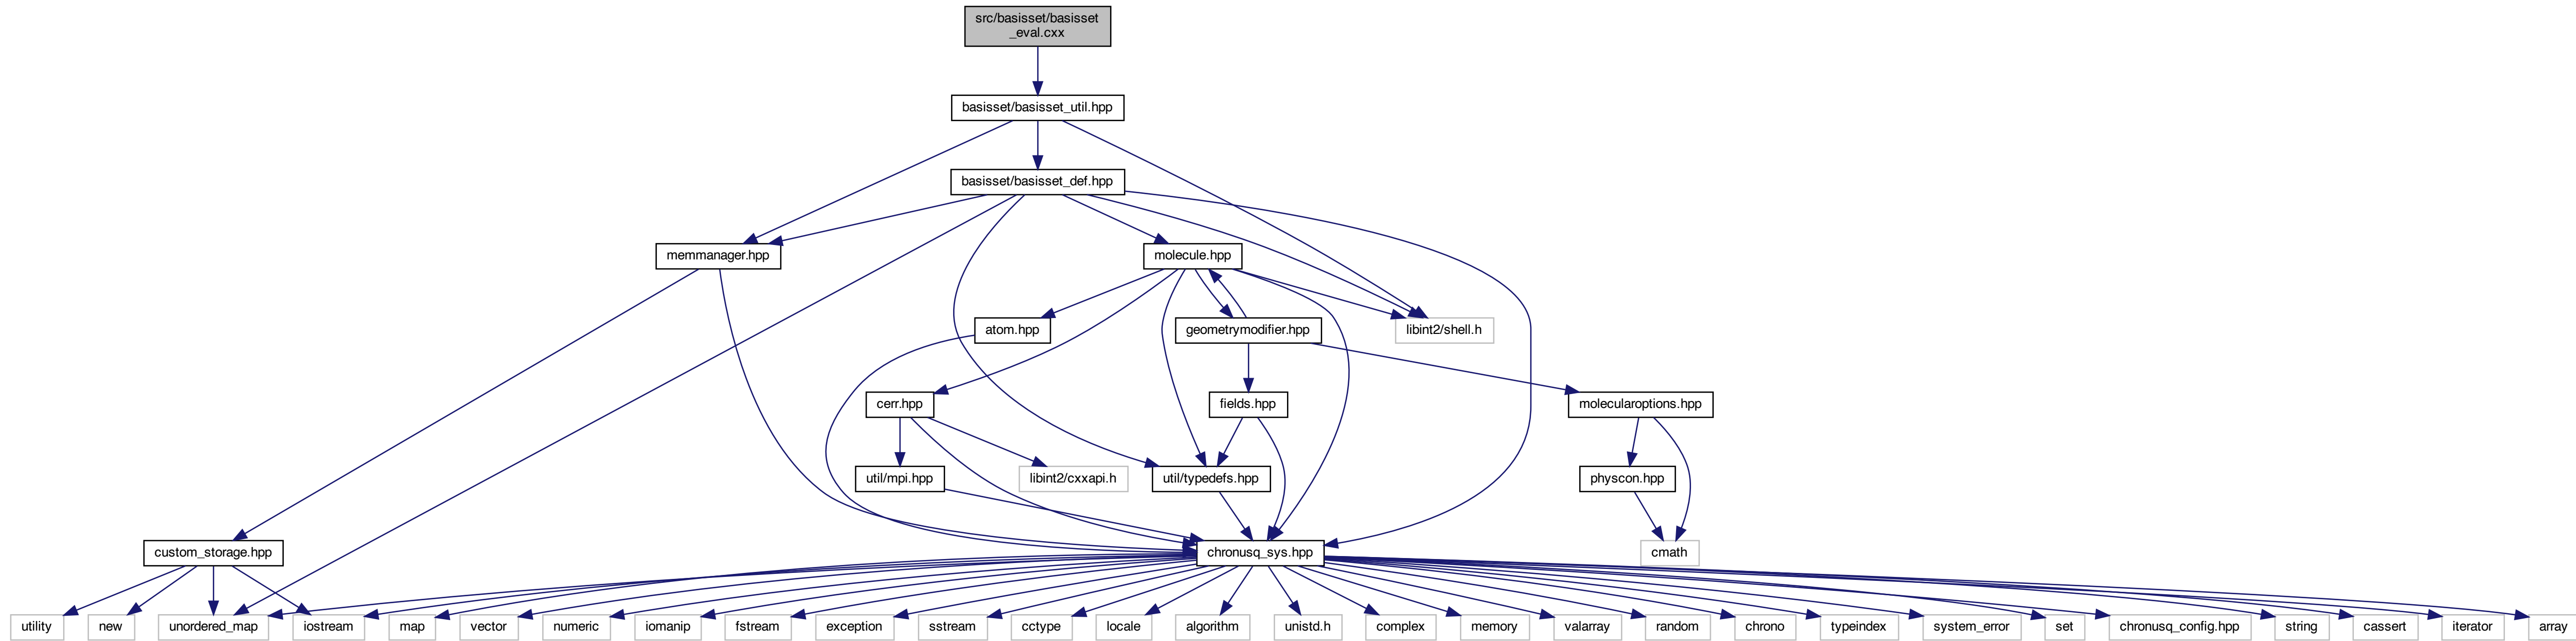 src/basisset/basisset
_eval.cxx
basisset/basisset_util.hpp
basisset/basisset_def.hpp
memmanager.hpp
molecule.hpp
atom.hpp
geometrymodifier.hpp
libint2/shell.h
cerr.hpp
fields.hpp
molecularoptions.hpp
util/mpi.hpp
libint2/cxxapi.h
util/typedefs.hpp
physcon.hpp
custom_storage.hpp
chronusq_sys.hpp
cmath
utility
new
unordered_map
iostream
map
vector
numeric
iomanip
fstream
exception
sstream
cctype
locale
algorithm
unistd.h
complex
memory
valarray
random
chrono
typeindex
system_error
set
chronusq_config.hpp
string
cassert
iterator
array